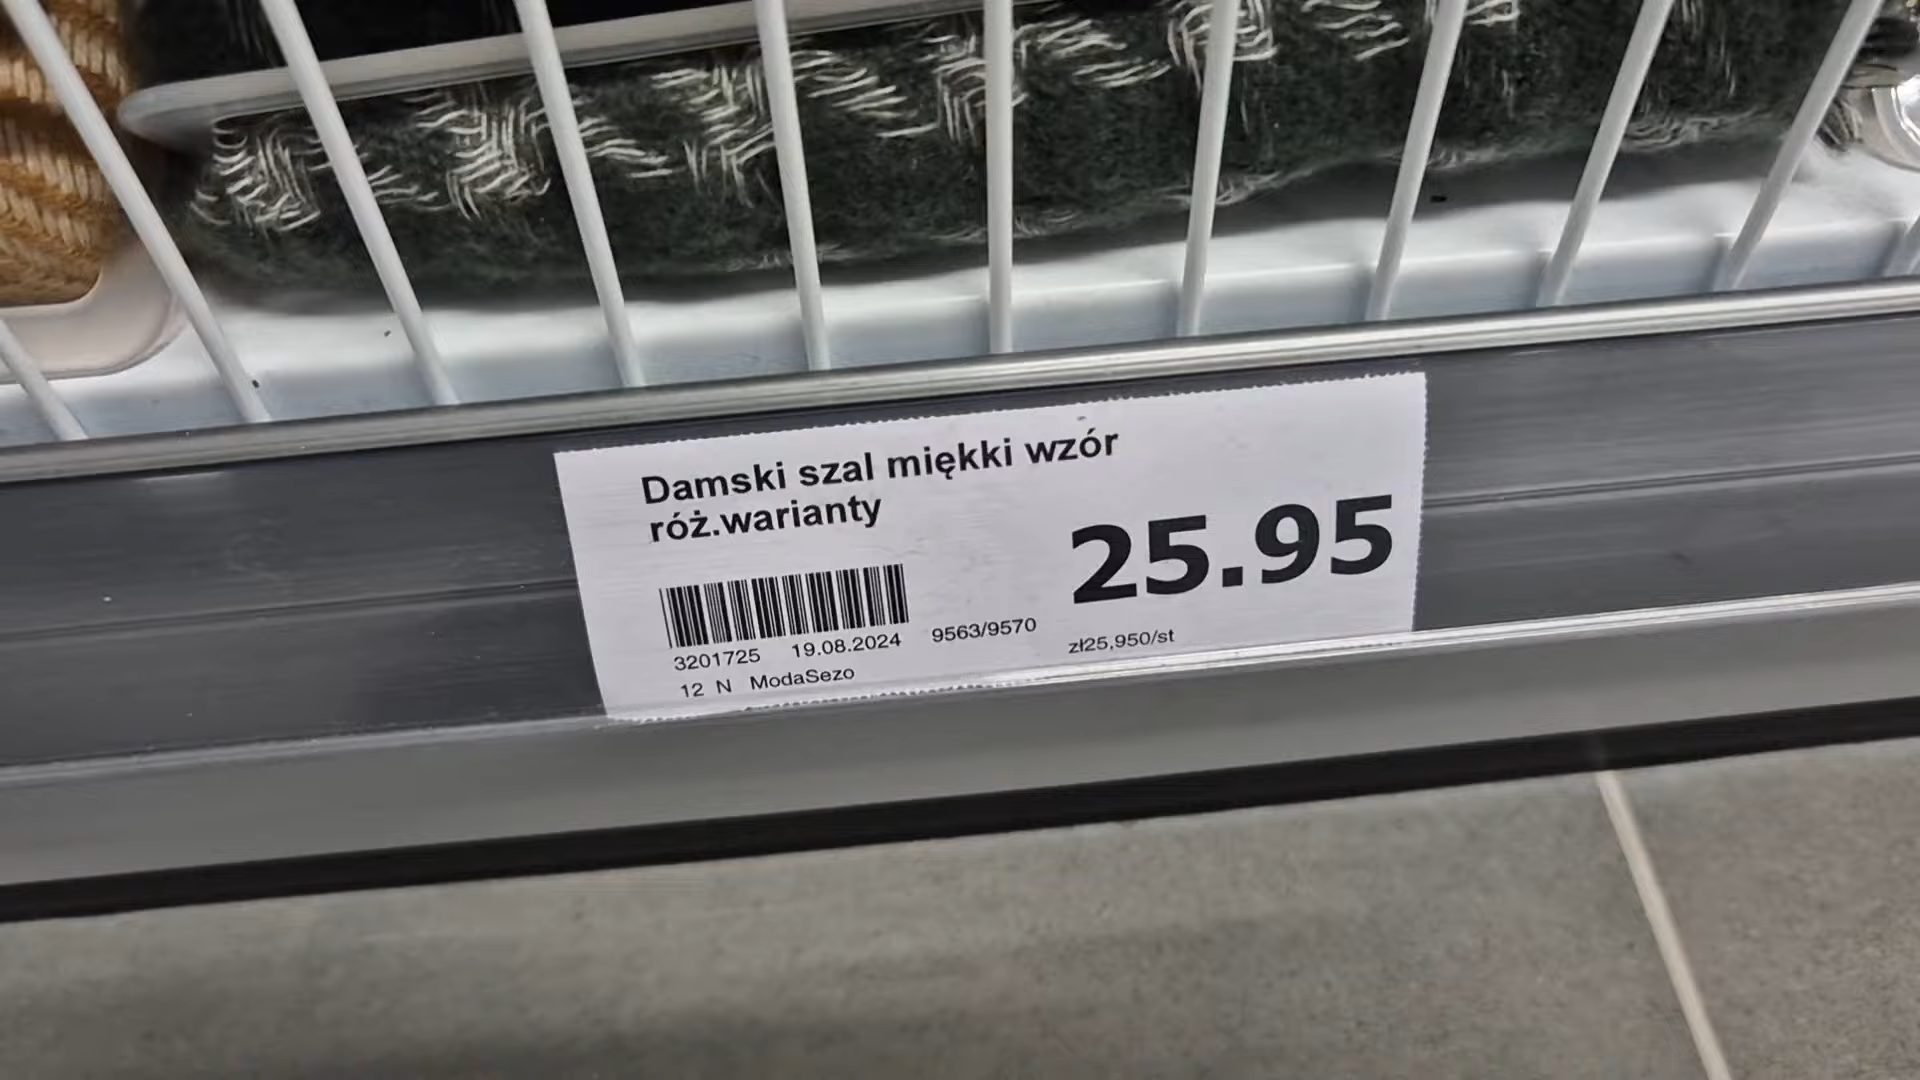 Damski szal miękki wzór
róż.warianty
25.95
3201725 19.08.2024 9563/9570
zł25,950/st
12 N ModaSezo